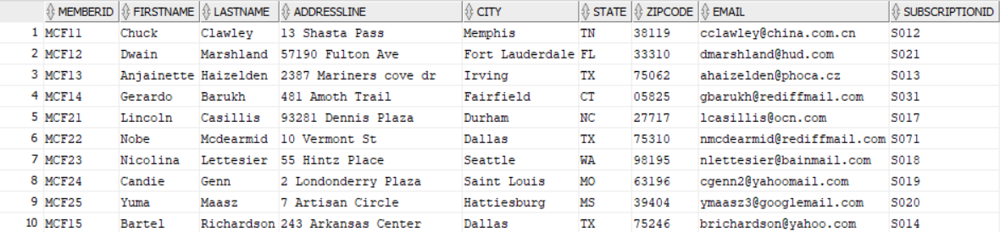 MEMBERID FIRSTNAME LASTNAME ADDRESSLINE CITY STATE ZIPCODE EMAIL SUBSCRIPTIONID
1 MCF11 Chuck Clawley 13 Shasta Pass Memphis TN 38119 cclawley@china.com.cn S012
2 MCF12 Dwain Marshland 57190 Fulton Ave Fort Lauderdale FL 33310 dmarshland@hud.com S021
3 MCF13 Anjainette Haizelden 2387 Mariners cove dr Irving TX 75062 ahaizelden@phoca.cz S013
4 MCF14 Gerardo Barukh 481 Amoth Trail Fairfield CT 05825 gbarukh@rediffmail.com S031
5 MCF21 Lincoln Casillis 93281 Dennis Plaza Durham NC 27717 lcasillis@ocn.com S017
6 MCF22 Nobe Mcdearmid 10 Vermont St Dallas TX 75310 nmcdearmid@rediffmail.com S071
7 MCF23 Nicolina Lettesier 55 Hintz Place Seattle WA 98195 nlettesier@bainmail.com S018
8 MCF24 Candie Genn 2 Londonderry Plaza Saint Louis MO 63196 cgenn2@yahoomail.com S019
9 MCF25 Yuma Maasz 7 Artisan Circle Hattiesburg MS 39404 ymaasz3@googlemail.com S020
10 MCF15 Bartel Richardson 243 Arkansas Center Dallas TX 75246 brichardson@yahoo.com S014